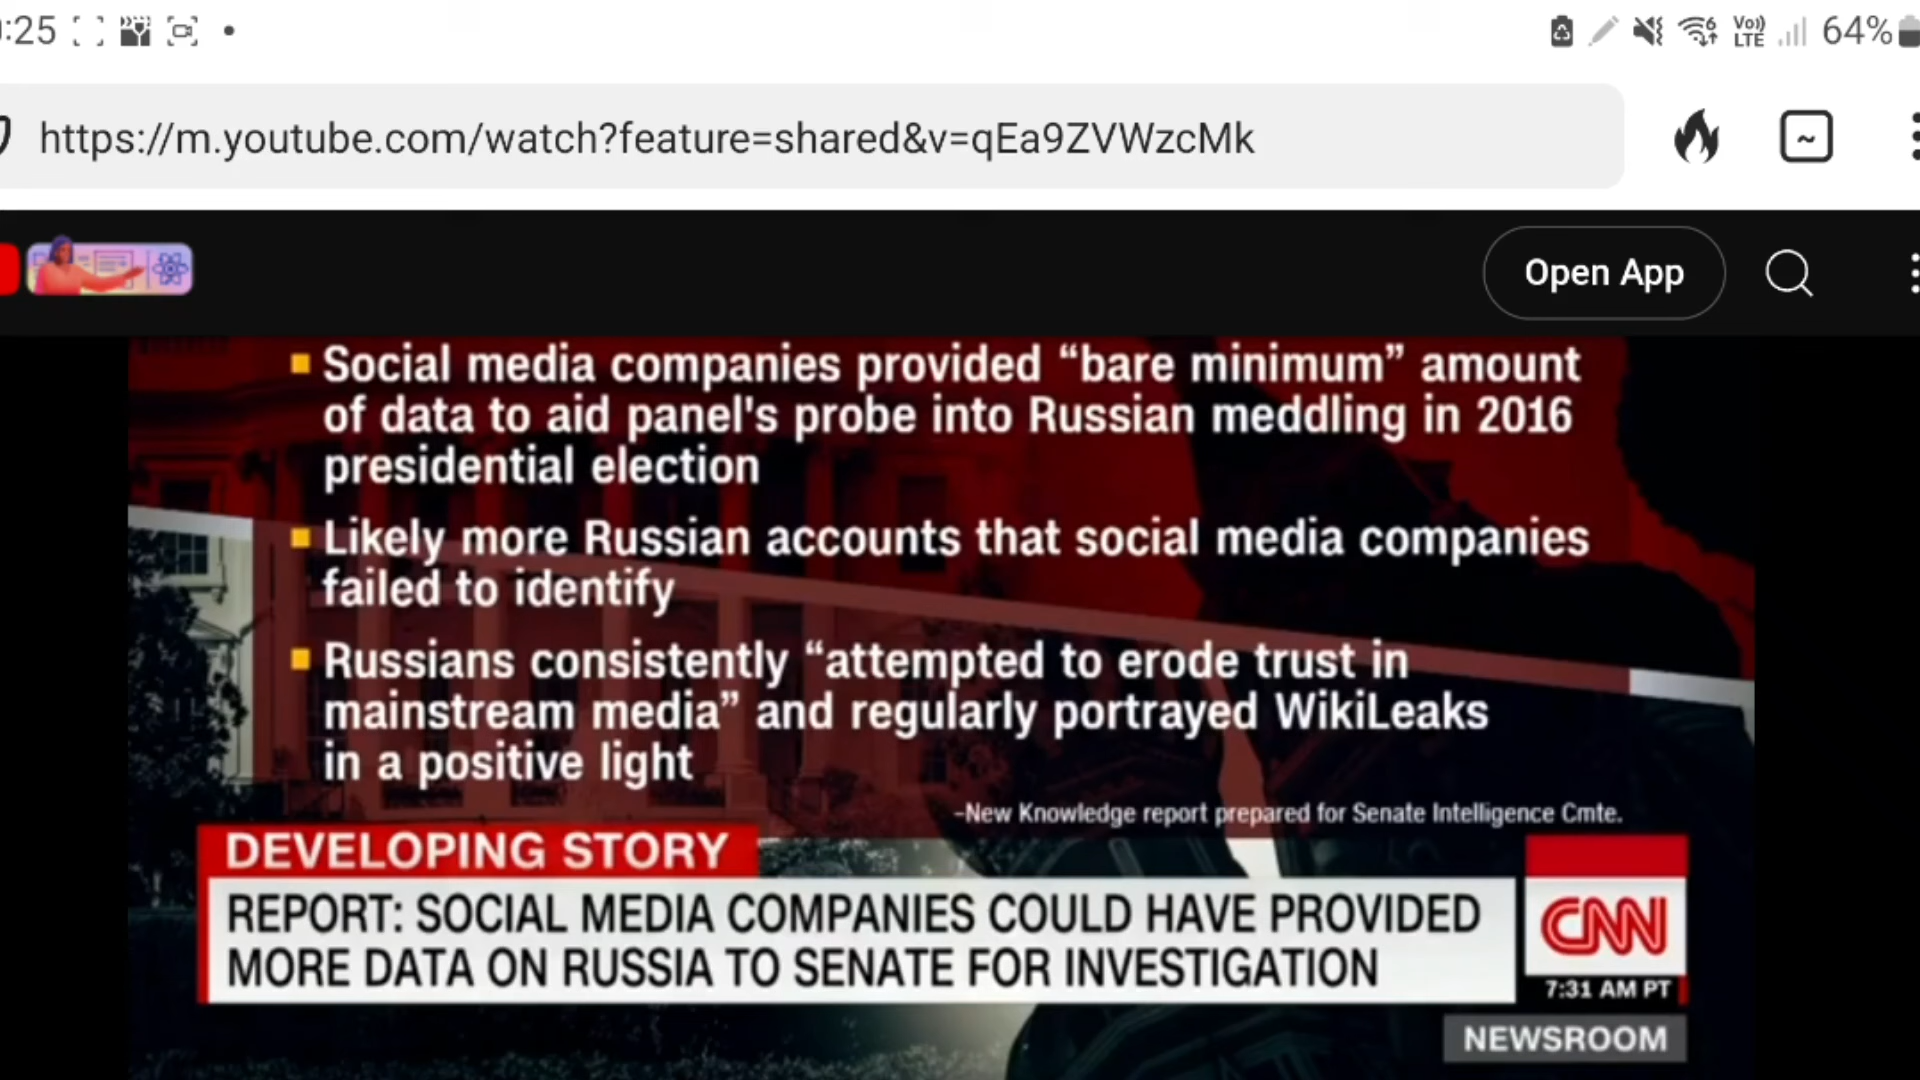 :25
Vo))
LTE
64%
https://m.youtube.com/watch?feature=shared&v=qEa9ZVWzcMk
~
Open App
Social media companies provided “bare minimum” amount
of data to aid panel's probe into Russian meddling in 2016
presidential election
Likely more Russian accounts that social media companies
failed to identify
Russians consistently “attempted to erode trust in
mainstream media” and regularly portrayed WikiLeaks
in a positive light
-New Knowledge report prepared for Senate Intelligence Cmte.
DEVELOPING STORY
REPORT: SOCIAL MEDIA COMPANIES COULD HAVE PROVIDED
MORE DATA ON RUSSIA TO SENATE FOR INVESTIGATION
CNN
7:31 AM PT
NEWSROOM